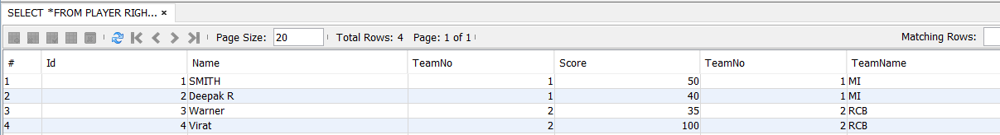 SELECT *FROM PLAYER RIGH... ×
Page Size: 20 Total Rows: 4 Page: 1 of 1 Matching Rows:
# Id Name TeamNo Score TeamNo TeamName
1 1 SMITH 1 50 1 MI
2 2 Deepak R 1 40 1 MI
3 3 Warner 2 35 2 RCB
4 4 Virat 2 100 2 RCB